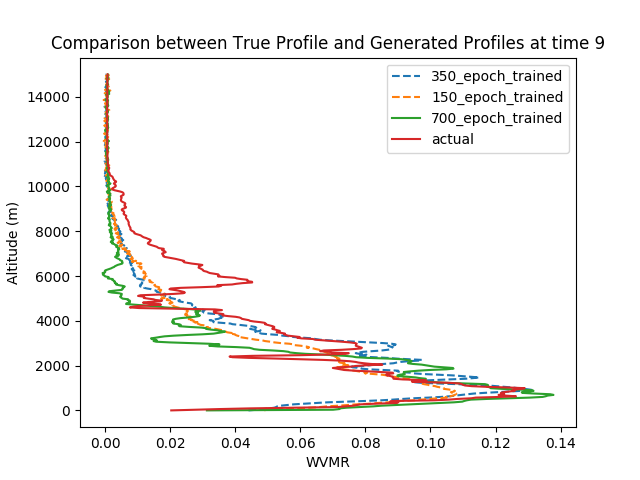 Comparison between True Profile and Generated Profiles at time 9
350_epoch_trained
150_epoch_trained
700_epoch_trained
actual
Altitude (m)
14000
12000
10000
8000
6000
4000
2000
0
0.00 0.02 0.04 0.06 0.08 0.10 0.12 0.14
WVMR